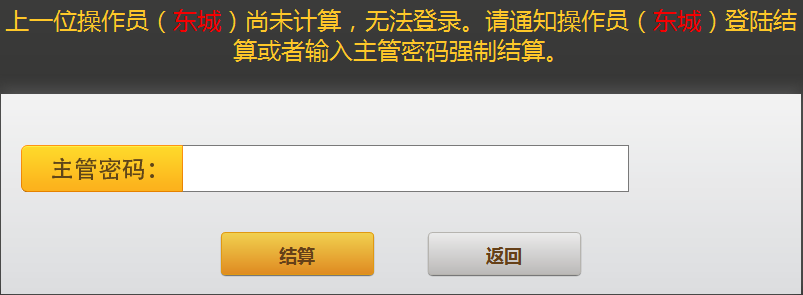 上一位操作员（东城）尚未计算，无法登录。请通知操作员（东城）登陆结
算或者输入主管密码强制结算。
主管密码：
结算 返回